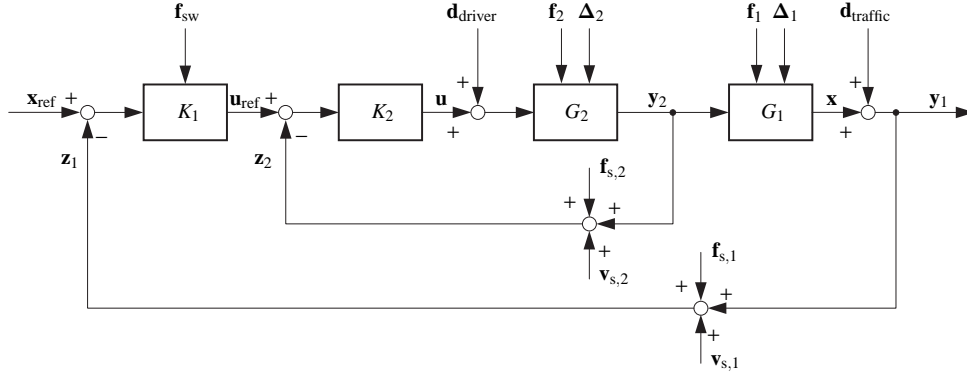 f_sw d_driver f_2 Δ_2 f_1 Δ_1 d_traffic
x_ref + K_1 u_ref + K_2 u + G_2 y_2 G_1 x + y_1
− − + +
z_1 z_2 f_s,2
+ +
+
v_s,2 f_s,1
+ +
+
v_s,1